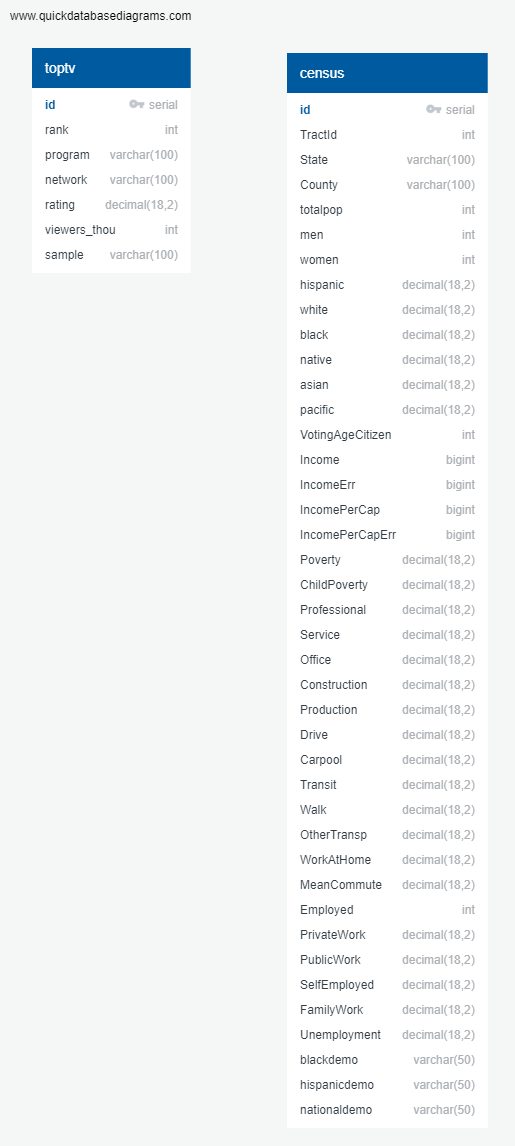 www.quickdatabasediagrams.com
toptv
id serial
rank int
program varchar(100)
network varchar(100)
rating decimal(18,2)
viewers_thou int
sample varchar(100)
census
id serial
TractId int
State varchar(100)
County varchar(100)
totalpop int
men int
women int
hispanic decimal(18,2)
white decimal(18,2)
black decimal(18,2)
native decimal(18,2)
asian decimal(18,2)
pacific decimal(18,2)
VotingAgeCitizen int
Income bigint
IncomeErr bigint
IncomePerCap bigint
IncomePerCapErr bigint
Poverty decimal(18,2)
ChildPoverty decimal(18,2)
Professional decimal(18,2)
Service decimal(18,2)
Office decimal(18,2)
Construction decimal(18,2)
Production decimal(18,2)
Drive decimal(18,2)
Carpool decimal(18,2)
Transit decimal(18,2)
Walk decimal(18,2)
OtherTransp decimal(18,2)
WorkAtHome decimal(18,2)
MeanCommute decimal(18,2)
Employed int
PrivateWork decimal(18,2)
PublicWork decimal(18,2)
SelfEmployed decimal(18,2)
FamilyWork decimal(18,2)
Unemployment decimal(18,2)
blackdemo varchar(50)
hispanicdemo varchar(50)
nationaldemo varchar(50)